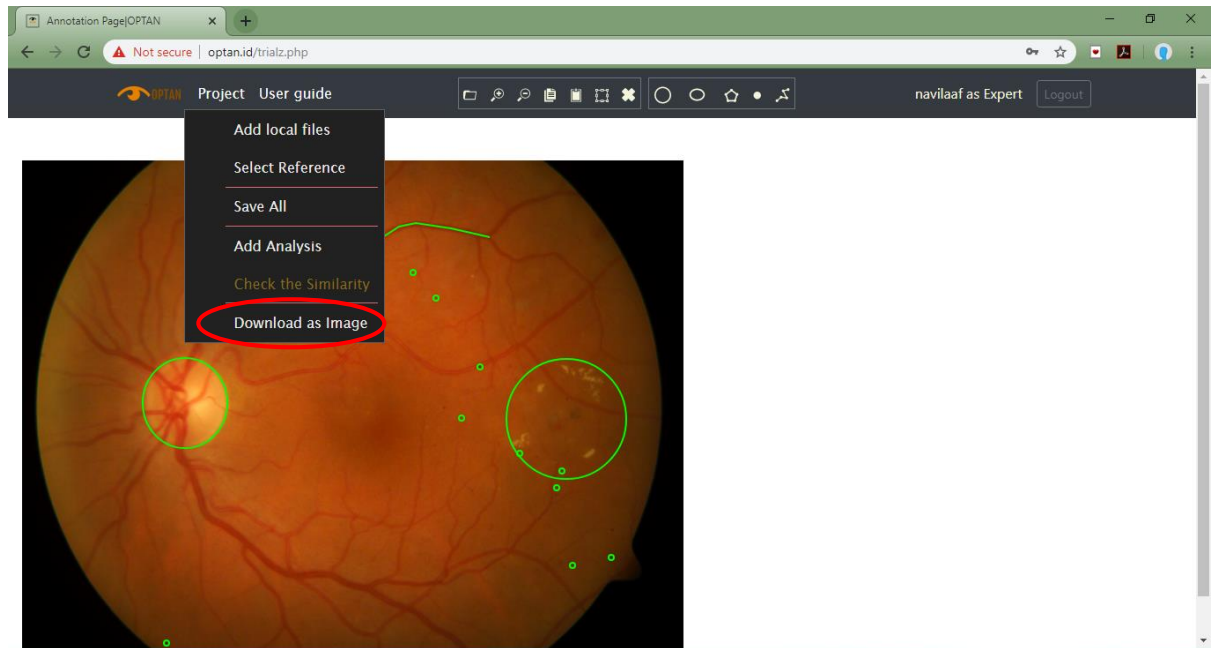 Annotation Page|OPTAN
Not secure | optan.id/trialz.php
OPTAN Project User guide navilaaf as Expert Logout
Add local files
Select Reference
Save All
Add Analysis
Check the Similarity
Download as Image